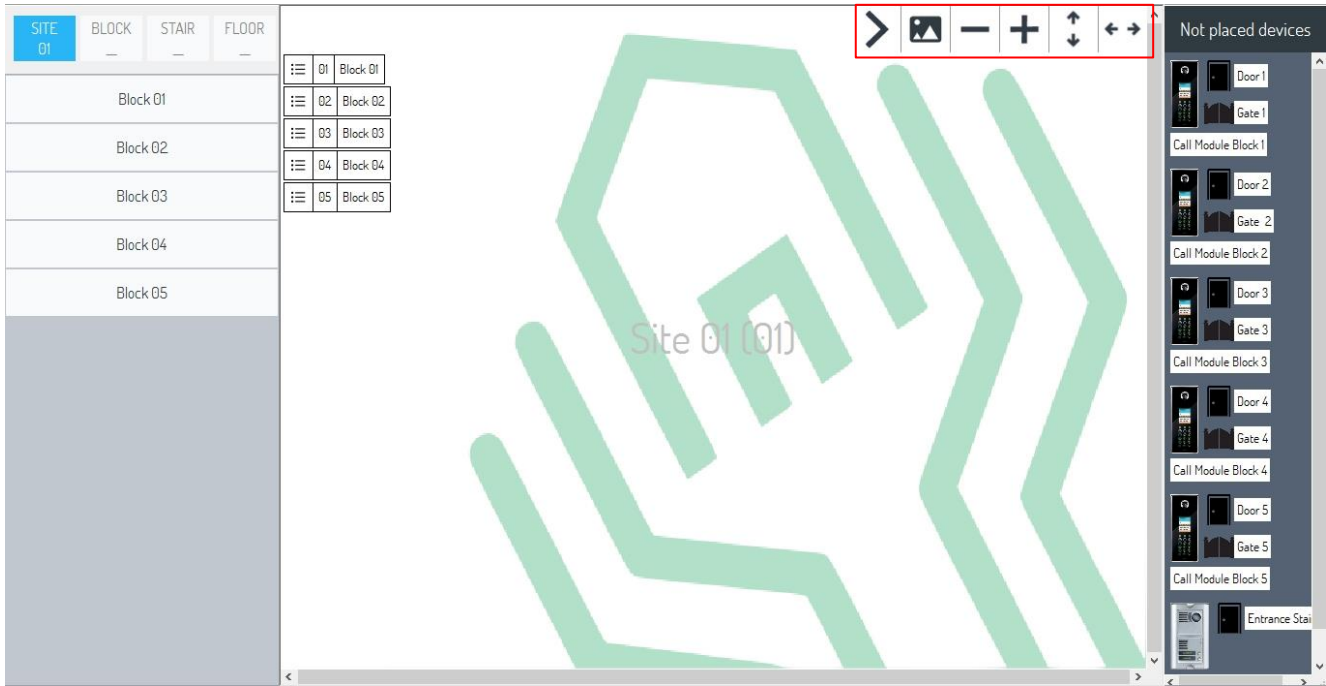 SITE
01
BLOCK
_
STAIR
_
FLOOR
_
Block 01
Block 02
Block 03
Block 04
Block 05
01 Block 01
02 Block 02
03 Block 03
04 Block 04
05 Block 05
Site 01 (01)
Not placed devices
Door 1
Gate 1
Call Module Block 1
Door 2
Gate 2
Call Module Block 2
Door 3
Gate 3
Call Module Block 3
Door 4
Gate 4
Call Module Block 4
Door 5
Gate 5
Call Module Block 5
Entrance Stai